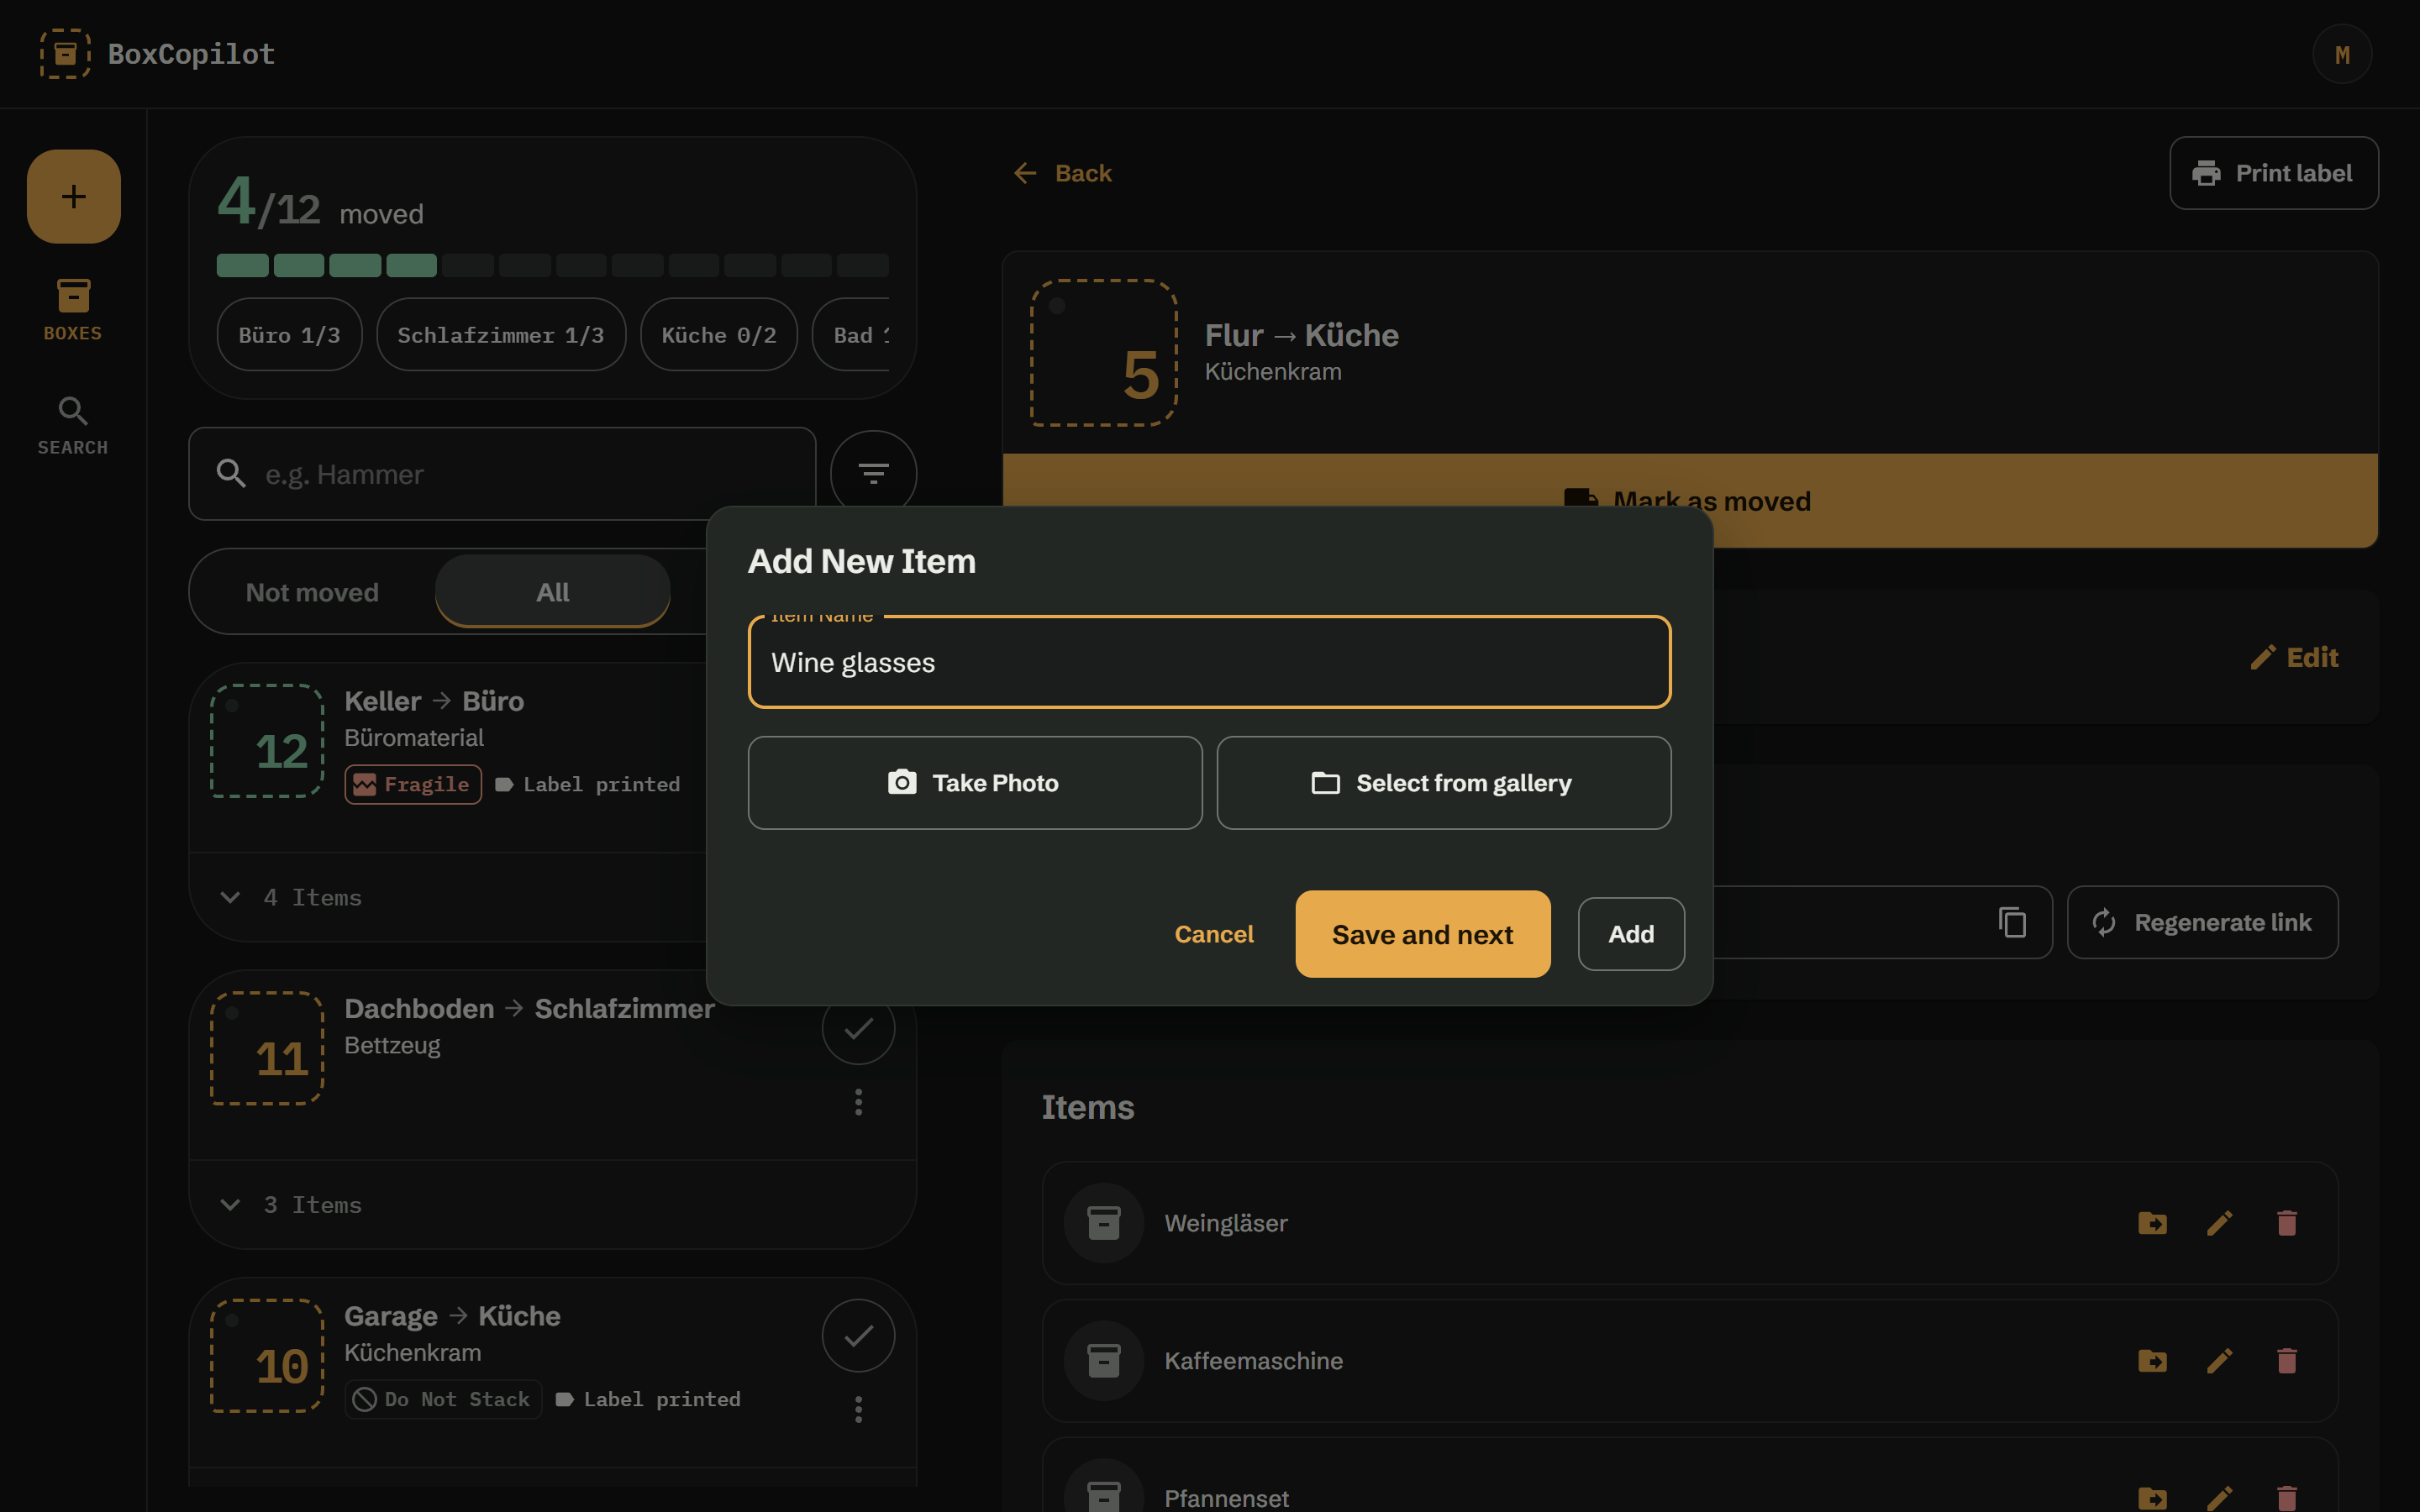 BoxCopilot
M
BOXES
SEARCH
4/12 moved
Büro 1/3
Schlafzimmer 1/3
Küche 0/2
Bad
e.g. Hammer
Not moved
All
12
Keller → Büro
Büromaterial
Fragile
Label printed
4 Items
11
Dachboden → Schlafzimmer
Bettzeug
3 Items
10
Garage → Küche
Küchenkram
Do Not Stack
Label printed
Back
Print label
5
Flur → Küche
Küchenkram
Mark as moved
Edit
Regenerate link
Items
Weingläser
Kaffeemaschine
Pfannenset
Add New Item
Item Name
Wine glasses
Take Photo
Select from gallery
Cancel
Save and next
Add